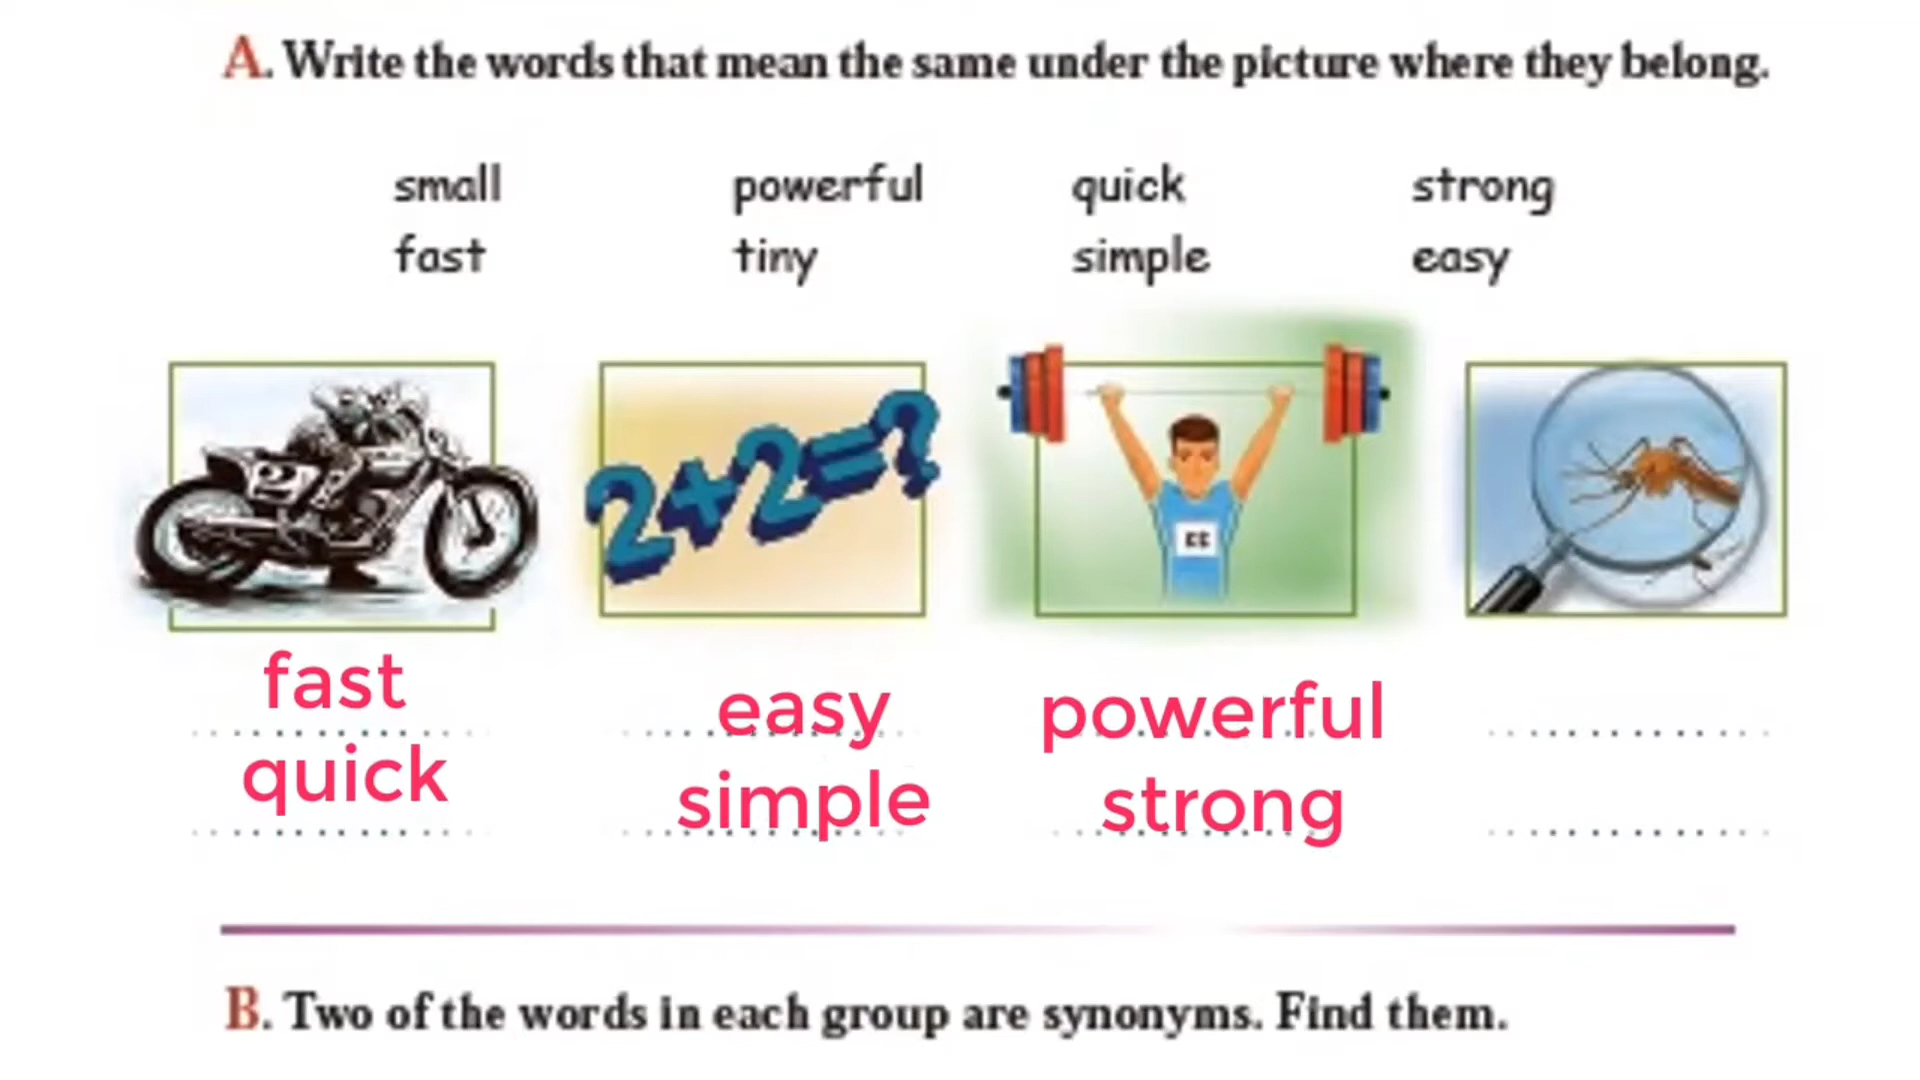 A. Write the words that mean the same under the picture where they belong.
small powerful quick strong
fast tiny simple easy
2
2+2=?
fast
quick
easy
simple
powerful
strong
B. Two of the words in each group are synonyms. Find them.